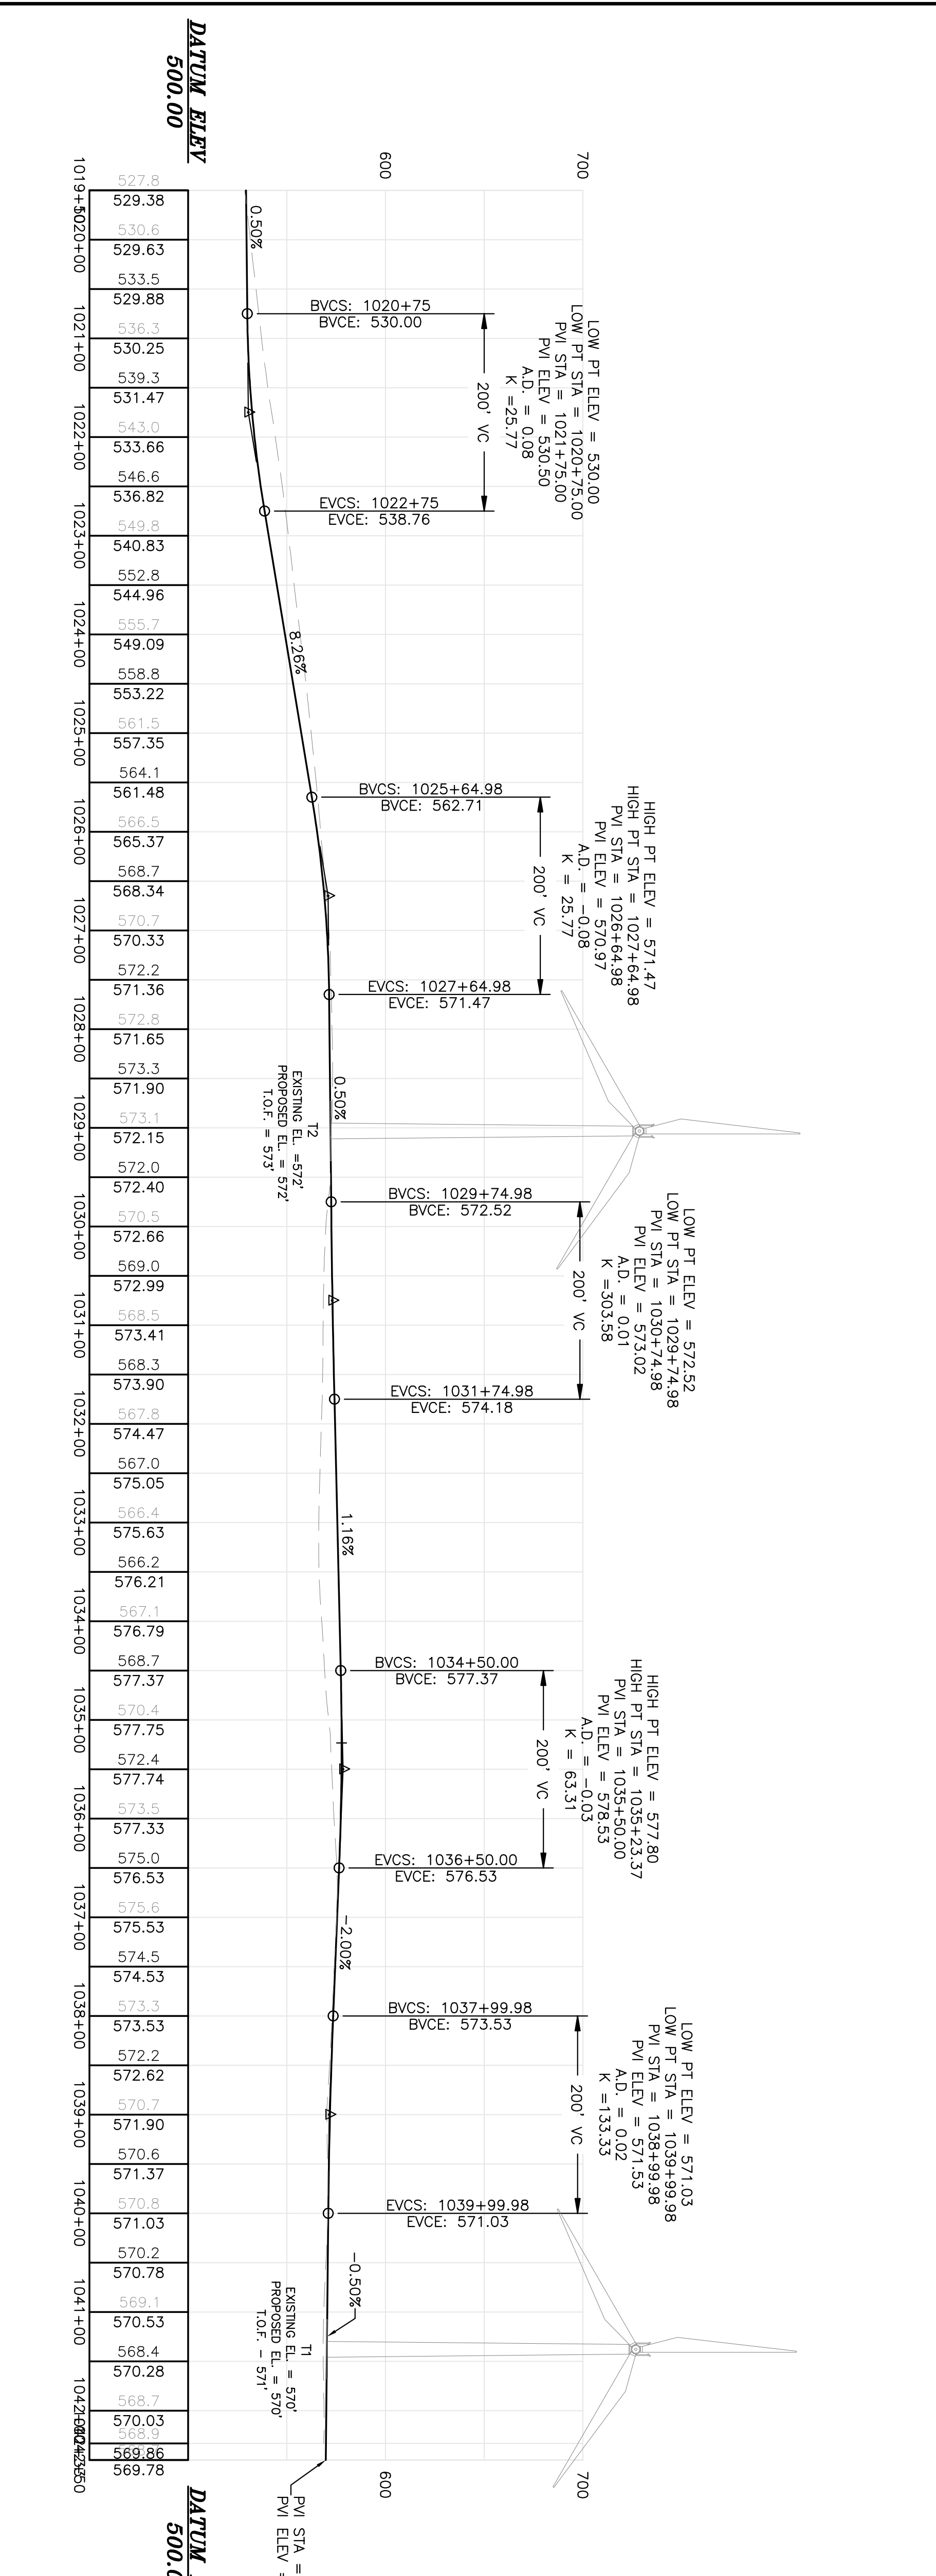 DATUM ELEV
500.00
700
600
LOW PT ELEV = 530.00
LOW PT STA = 1020+75.00
PVI STA = 1021+75.00
PVI ELEV = 530.50
A.D. = 0.08
K =25.77
200' VC
BVCS: 1020+75
BVCE: 530.00
EVCS: 1022+75
EVCE: 538.76
HIGH PT ELEV = 571.47
HIGH PT STA = 1027+64.98
PVI STA = 1026+64.98
PVI ELEV = 570.97
A.D. = -0.08
K = 25.77
200' VC
BVCS: 1025+64.98
BVCE: 562.71
EVCS: 1027+64.98
EVCE: 571.47
LOW PT ELEV = 572.52
LOW PT STA = 1029+74.98
PVI STA = 1030+74.98
PVI ELEV = 573.02
A.D. = 0.01
K =303.58
200' VC
BVCS: 1029+74.98
BVCE: 572.52
EVCS: 1031+74.98
EVCE: 574.18
HIGH PT ELEV = 577.80
HIGH PT STA = 1035+23.37
PVI STA = 1035+50.00
PVI ELEV = 578.53
A.D. = -0.03
K = 63.31
200' VC
BVCS: 1034+50.00
BVCE: 577.37
EVCS: 1036+50.00
EVCE: 576.53
LOW PT ELEV = 571.03
LOW PT STA = 1039+99.98
PVI STA = 1038+99.98
PVI ELEV = 571.53
A.D. = 0.02
K =133.33
200' VC
BVCS: 1037+99.98
BVCE: 573.53
EVCS: 1039+99.98
EVCE: 571.03
0.50%
8.26%
0.50%
1.16%
-2.00%
-0.50%
T2
EXISTING EL. =572'
PROPOSED EL. = 572'
T.O.F. = 573'
T1
EXISTING EL. = 570'
PROPOSED EL. = 570'
T.O.F. - 571'
700
600
PVI STA =
PVI ELEV =
DATUM
500.0
527.8
529.38
530.6
529.63
533.5
529.88
536.3
530.25
539.3
531.47
543.0
533.66
546.6
536.82
549.8
540.83
552.8
544.96
555.7
549.09
558.8
553.22
561.5
557.35
564.1
561.48
566.5
565.37
568.7
568.34
570.7
570.33
572.2
571.36
572.8
571.65
573.3
571.90
573.1
572.15
572.0
572.40
570.5
572.66
569.0
572.99
568.5
573.41
568.3
573.90
567.8
574.47
567.0
575.05
566.4
575.63
566.2
576.21
567.1
576.79
568.7
577.37
570.4
577.75
572.4
577.74
573.5
577.33
575.0
576.53
575.6
575.53
574.5
574.53
573.3
573.53
572.2
572.62
570.7
571.90
570.6
571.37
570.8
571.03
570.2
570.78
569.1
570.53
568.4
570.28
568.7
570.03
568.9
569.86
569.78
1019+50
1020+00
1021+00
1022+00
1023+00
1024+00
1025+00
1026+00
1027+00
1028+00
1029+00
1030+00
1031+00
1032+00
1033+00
1034+00
1035+00
1036+00
1037+00
1038+00
1039+00
1040+00
1041+00